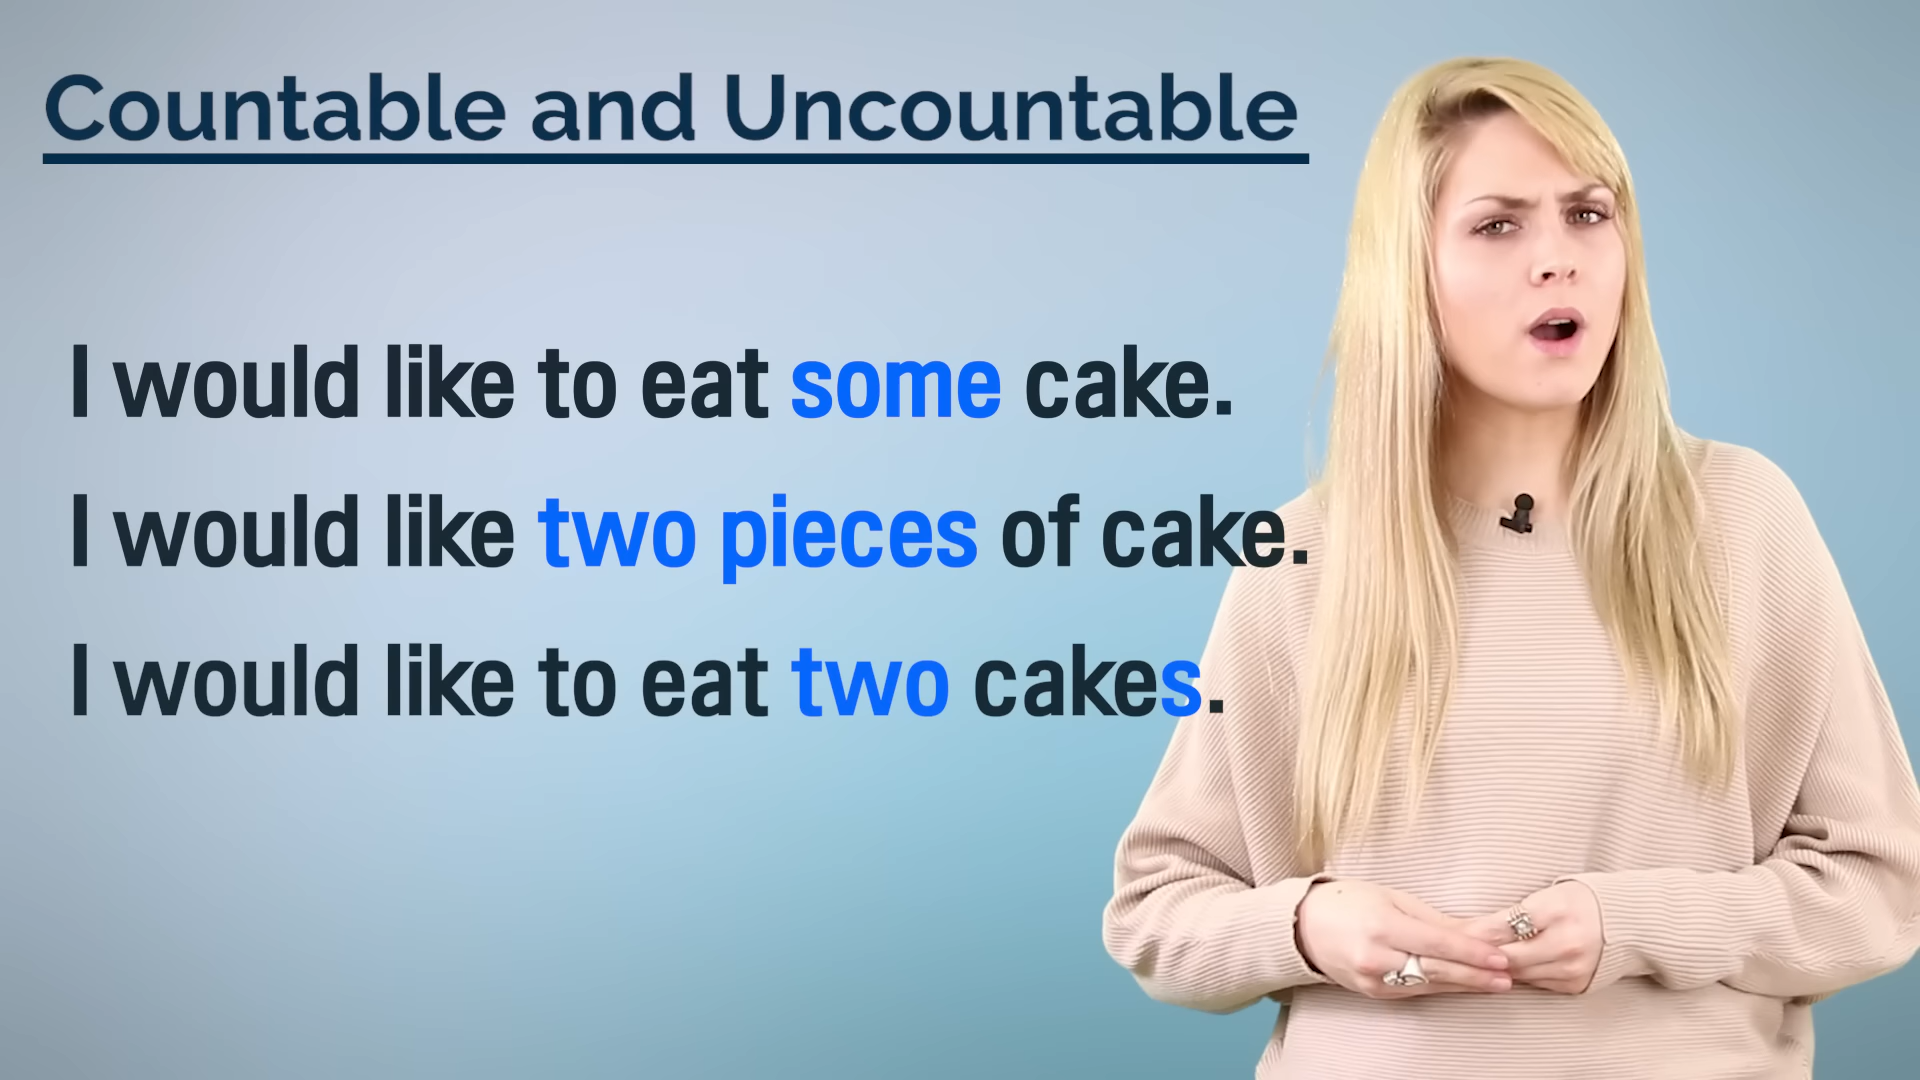 Countable and Uncountable
I would like to eat some cake.
I would like two pieces of cake.
I would like to eat two cakes.